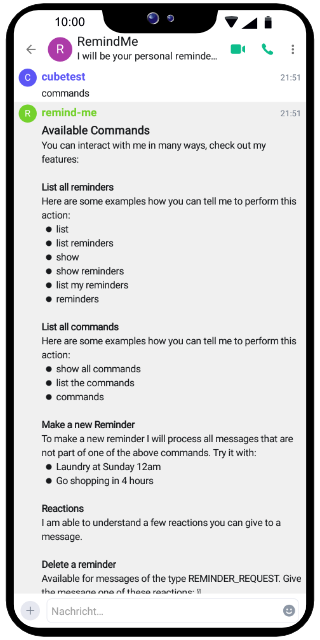 10:00
R
RemindMe
I will be your personal reminde...
C
cubetest
21:51
commands
R
remind-me
21:51
Available Commands
You can interact with me in many ways, check out my
features:
List all reminders
Here are some examples how you can tell me to perform this
action:
● list
● list reminders
● show
● show reminders
● list my reminders
● reminders
List all commands
Here are some examples how you can tell me to perform this
action:
● show all commands
● list the commands
● commands
Make a new Reminder
To make a new reminder I will process all messages that are
not part of one of the above commands. Try it with:
● Laundry at Sunday 12am
● Go shopping in 4 hours
Reactions
I am able to understand a few reactions you can give to a
message.
Delete a reminder
Available for messages of the type REMINDER_REQUEST. Give
the message one of these reactions:
Nachricht...